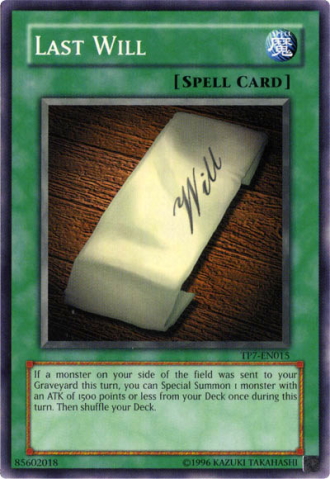 LAST WILL
SPELL
魔
[SPELL CARD]
Will
TP7-EN015
If a monster on your side of the field was sent to your
Graveyard this turn, you can Special Summon 1 monster with
an ATK of 1500 points or less from your Deck once during this
turn. Then shuffle your Deck.
85602018
©1996 KAZUKI TAKAHASHI